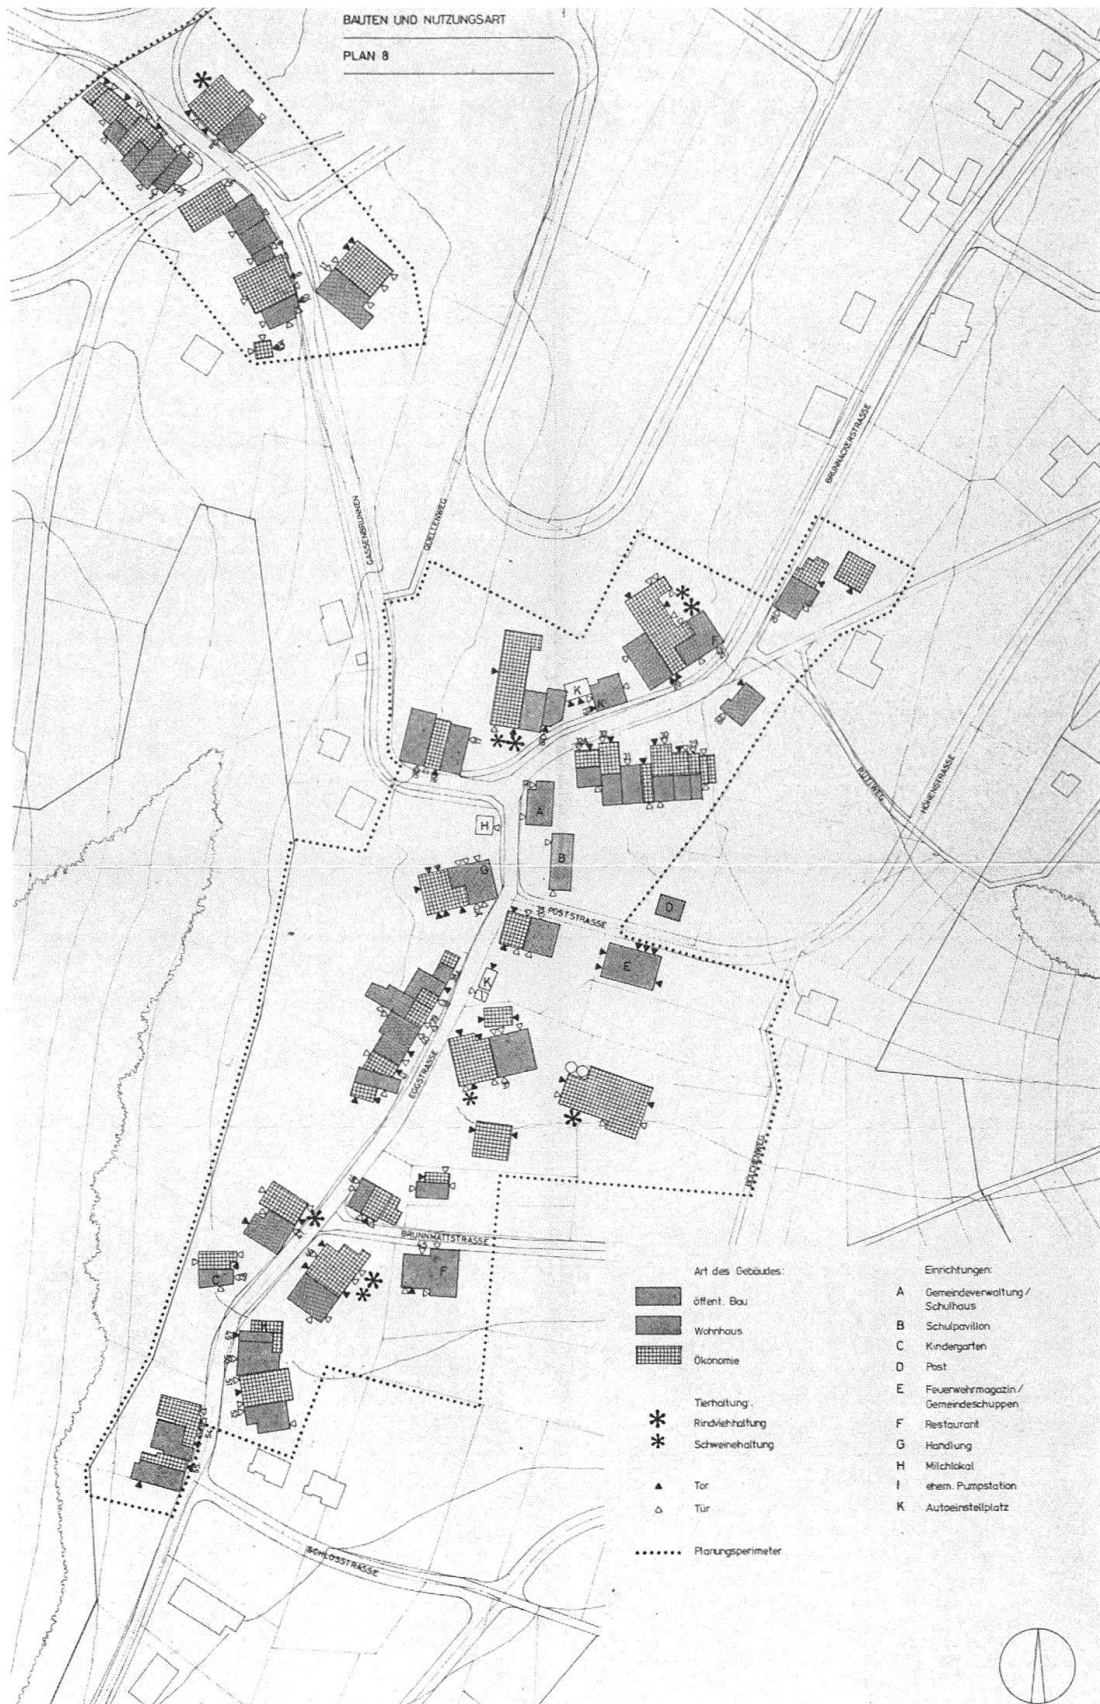 BAUTEN UND NUTZUNGSART
PLAN 8
BRUNNACKERSTRASSE
GASSENBRUNNEN
QUELLENWEG
F
K
K
RÜTIWEG
HÖHENSTRASSE
A
H
B
G
D
POSTSTRASSE
E
K
EGGSTRASSE
BÖLCHENWEG
BRUNNMATTSTRASSE
C
F
K
SCHLOSSTRASSE
Art des Gebäudes:
öffent. Bau
Wohnhaus
Ökonomie
Tierhaltung:
Rindviehhaltung
Schweinehaltung
Tor
Tür
Planungsperimeter
Einrichtungen:
A Gemeindeverwaltung /
Schulhaus
B Schulpavillon
C Kindergarten
D Post
E Feuerwehrmagazin /
Gemeindeschuppen
F Restaurant
G Handlung
H Milchlokal
I ehem. Pumpstation
K Autoeinstellplatz